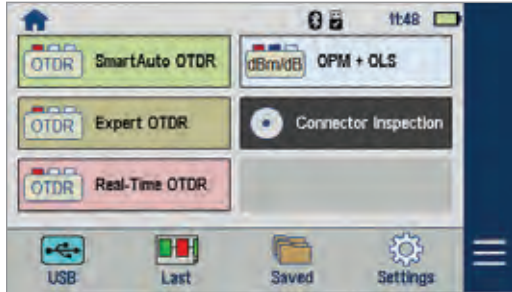 11:48
OTDR SmartAuto OTDR
dBm/dB OPM + OLS
OTDR Expert OTDR
Connector Inspection
OTDR Real-Time OTDR
USB
Last
Saved
Settings